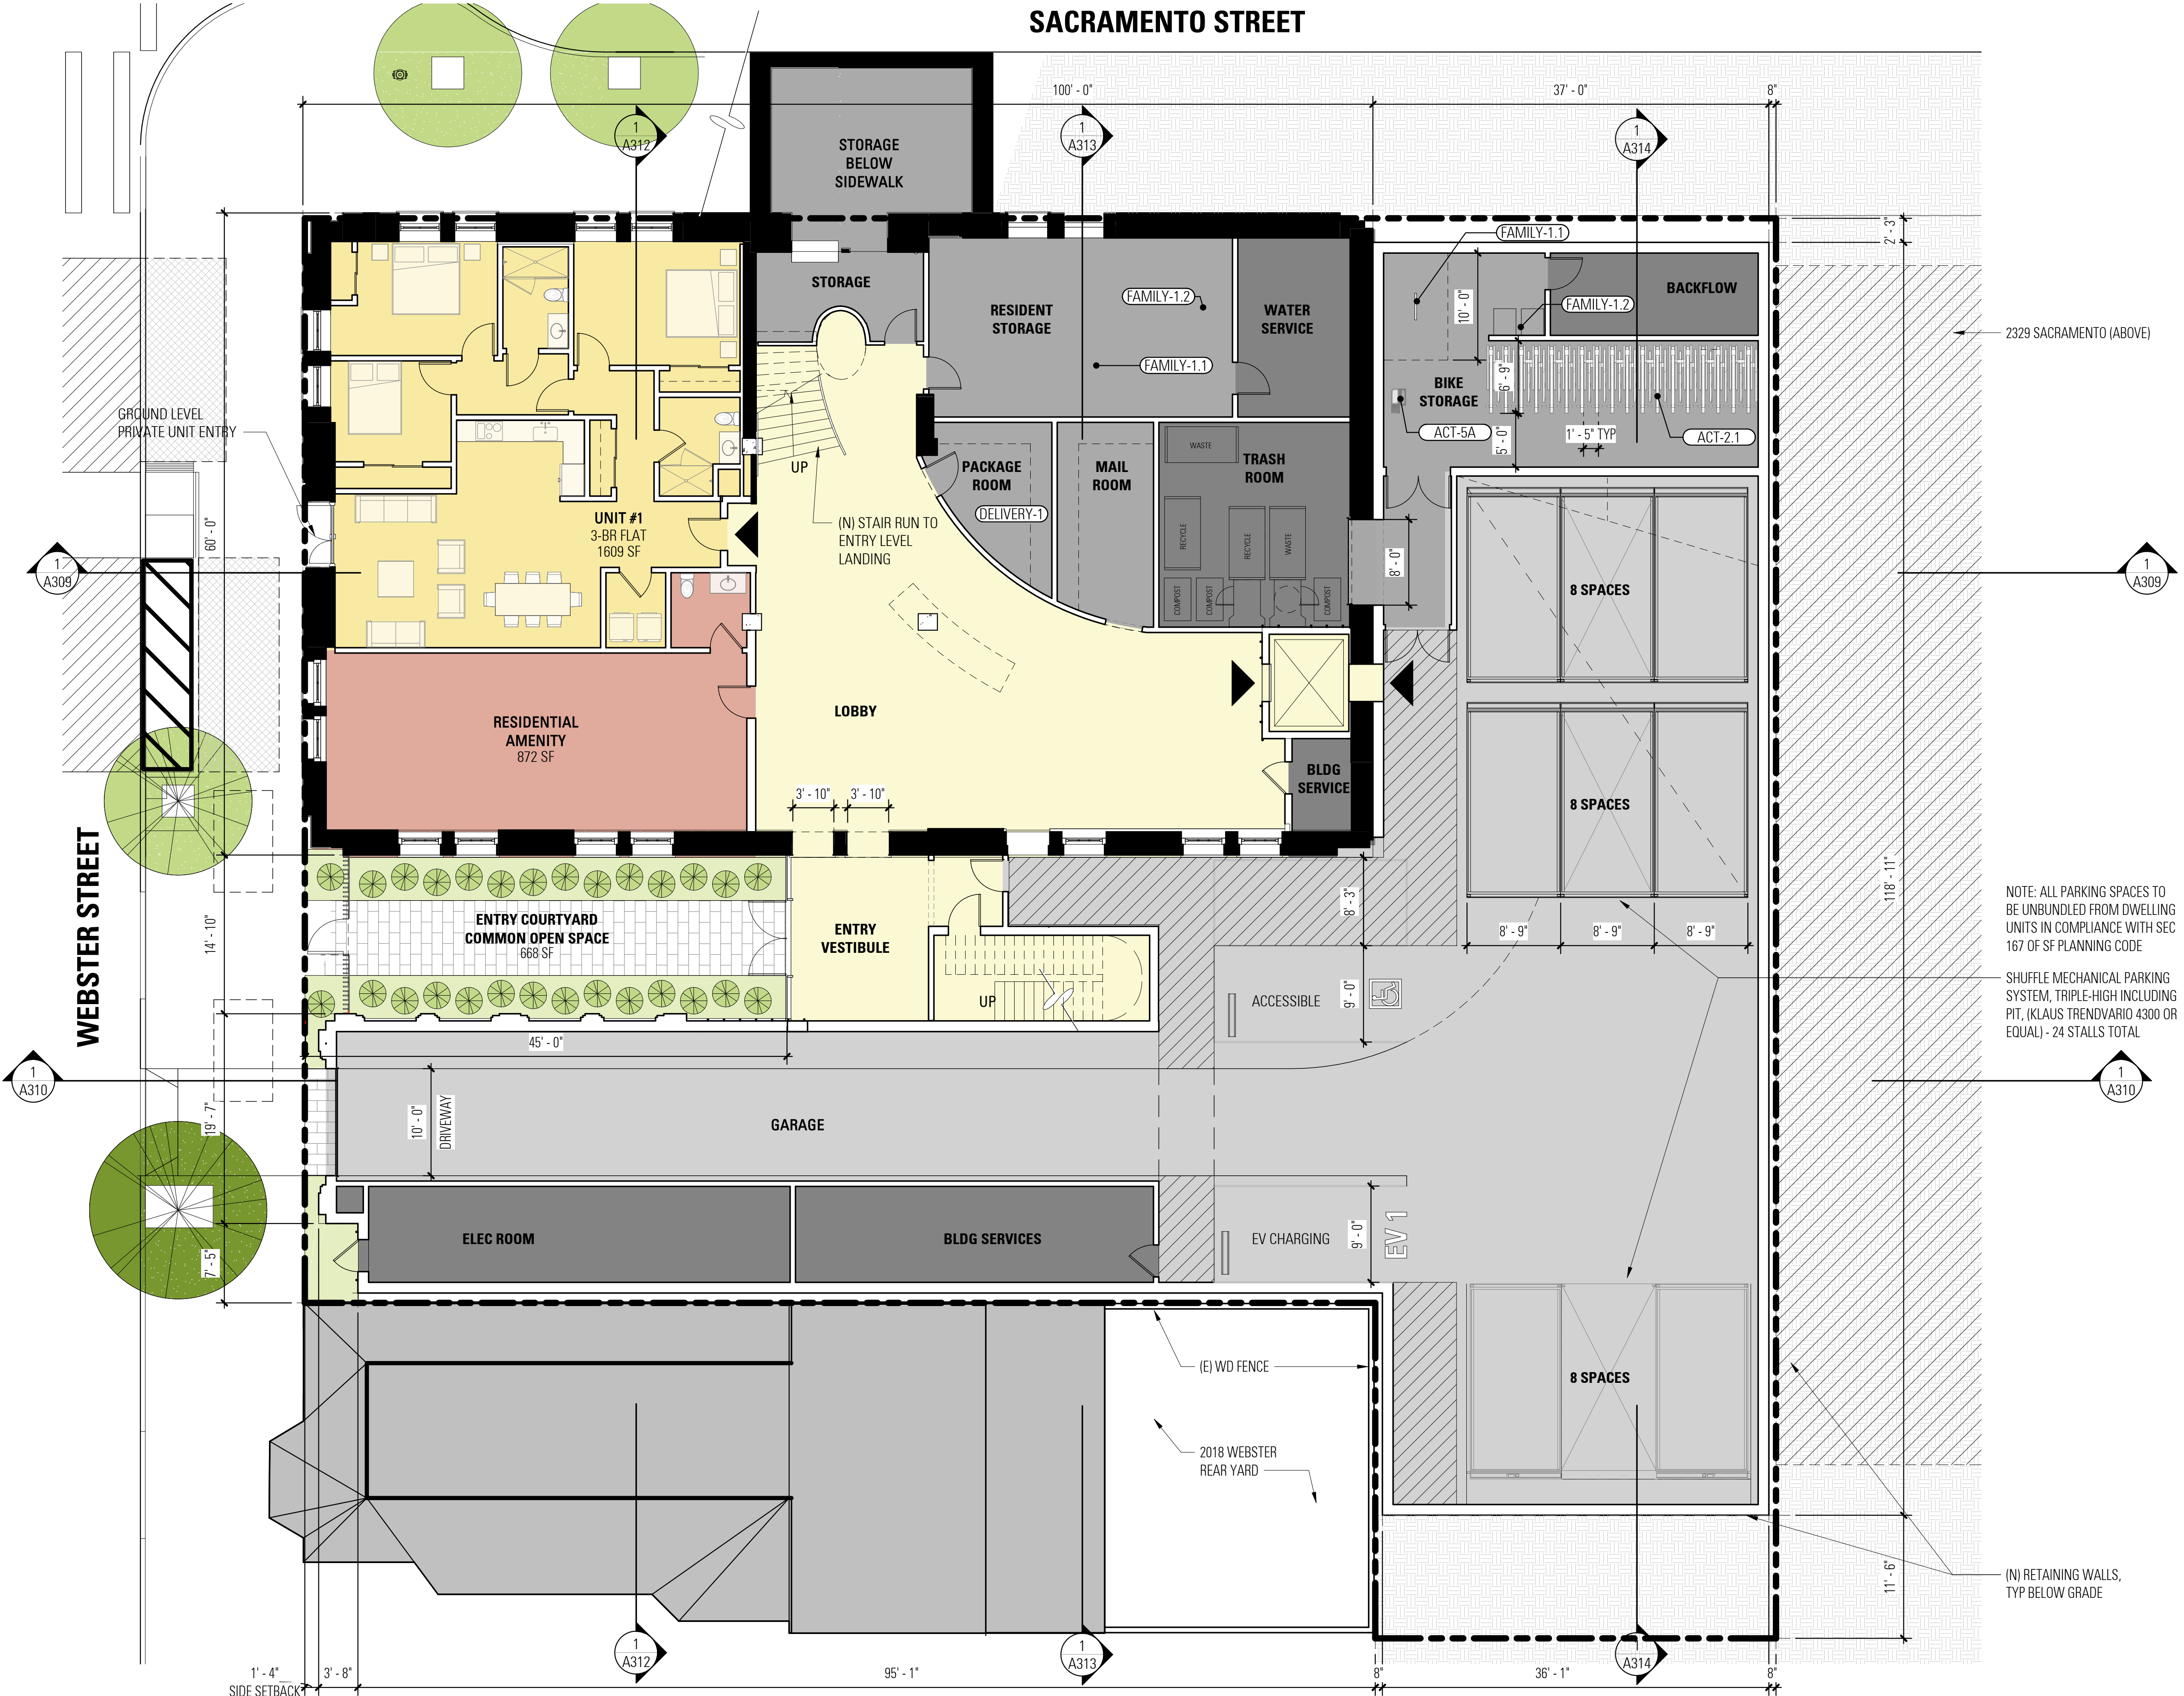 SACRAMENTO STREET
100' - 0"
37' - 0"
8"
1
A312
1
A313
1
A314
STORAGE
BELOW
SIDEWALK
2' - 3"
FAMILY-1.1
STORAGE
RESIDENT
STORAGE
FAMILY-1.2
WATER
SERVICE
10' - 0"
FAMILY-1.2
BACKFLOW
2329 SACRAMENTO (ABOVE)
FAMILY-1.1
6' - 9"
BIKE
STORAGE
GROUND LEVEL
PRIVATE UNIT ENTRY
ACT-5A
5' - 0"
1' - 5" TYP
ACT-2.1
WASTE
UP
PACKAGE
ROOM
MAIL
ROOM
TRASH
ROOM
DELIVERY-1
UNIT #1
3-BR FLAT
1609 SF
(N) STAIR RUN TO
ENTRY LEVEL
LANDING
60' - 0"
RECYCLE
RECYCLE
WASTE
8' - 0"
1
A309
1
A309
COMPOST
COMPOST
COMPOST
8 SPACES
RESIDENTIAL
AMENITY
872 SF
LOBBY
BLDG
SERVICE
8 SPACES
3' - 10"
3' - 10"
WEBSTER STREET
118' - 11"
NOTE: ALL PARKING SPACES TO
BE UNBUNDLED FROM DWELLING
UNITS IN COMPLIANCE WITH SEC
167 OF SF PLANNING CODE
8' - 3"
14' - 10"
ENTRY COURTYARD
COMMON OPEN SPACE
668 SF
ENTRY
VESTIBULE
8' - 9"
8' - 9"
8' - 9"
SHUFFLE MECHANICAL PARKING
SYSTEM, TRIPLE-HIGH INCLUDING
PIT, (KLAUS TRENDVARIO 4300 OR
EQUAL) - 24 STALLS TOTAL
UP
ACCESSIBLE
9' - 0"
45' - 0"
1
A310
1
A310
19' - 7"
10' - 0"
DRIVEWAY
GARAGE
7' - 5"
ELEC ROOM
BLDG SERVICES
EV CHARGING
9' - 0"
EV 1
(E) WD FENCE
8 SPACES
2018 WEBSTER
REAR YARD
11' - 6"
(N) RETAINING WALLS,
TYP BELOW GRADE
1
A312
1
A313
1
A314
1' - 4"
SIDE SETBACK
3' - 8"
95' - 1"
8"
36' - 1"
8"